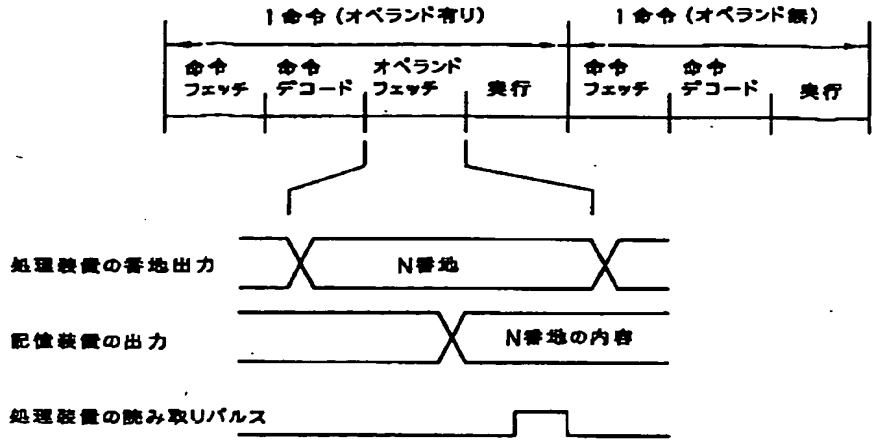 1命令(オペランド有り)
1命令(オペランド無)
命令
フェッチ
命令
デコード
オペランド
フェッチ
実行
命令
フェッチ
命令
デコード
実行
処理装置の番地出力
N番地
記憶装置の出力
N番地の内容
処理装置の読み取りパルス